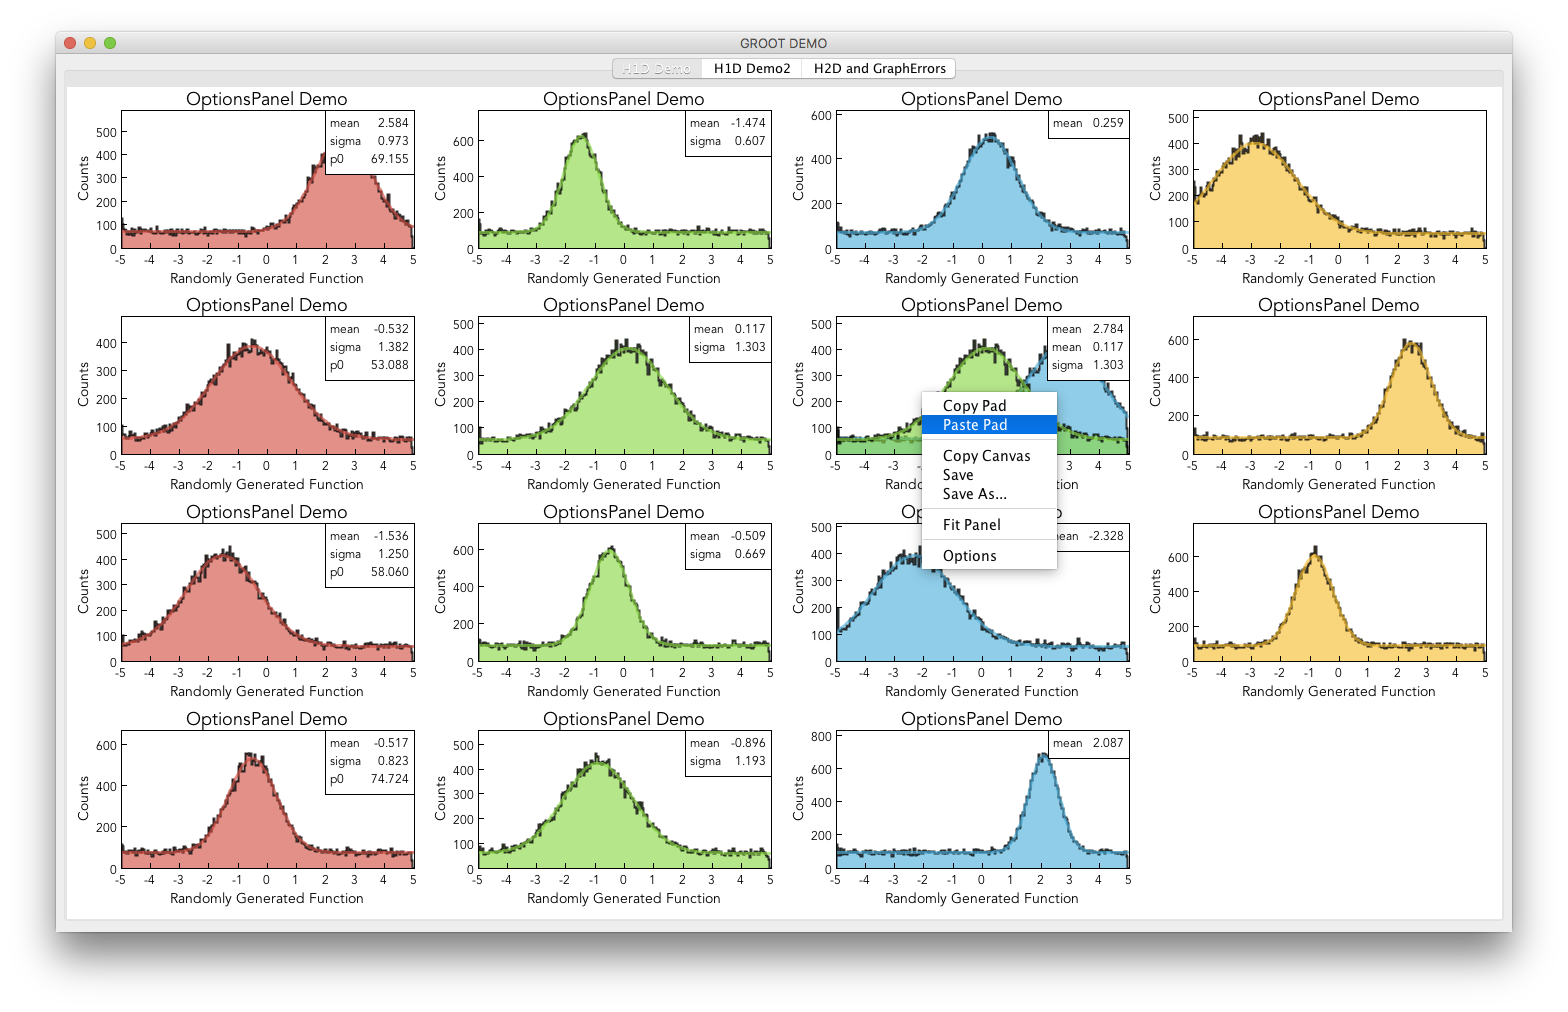 GROOT DEMO
H1D Demo H1D Demo2 H2D and GraphErrors
OptionsPanel Demo
mean 2.584
sigma 0.973
p0 69.155
Counts
500
400
300
200
100
0
-5 -4 -3 -2 -1 0 1 2 3 4 5
Randomly Generated Function
OptionsPanel Demo
mean -1.474
sigma 0.607
Counts
600
400
200
0
-5 -4 -3 -2 -1 0 1 2 3 4 5
Randomly Generated Function
OptionsPanel Demo
mean 0.259
Counts
600
400
200
0
-5 -4 -3 -2 -1 0 1 2 3 4 5
Randomly Generated Function
OptionsPanel Demo
Counts
500
400
300
200
100
0
-5 -4 -3 -2 -1 0 1 2 3 4 5
Randomly Generated Function
OptionsPanel Demo
mean -0.532
sigma 1.382
p0 53.088
Counts
400
300
200
100
0
-5 -4 -3 -2 -1 0 1 2 3 4 5
Randomly Generated Function
OptionsPanel Demo
mean 0.117
sigma 1.303
Counts
500
400
300
200
100
0
-5 -4 -3 -2 -1 0 1 2 3 4 5
Randomly Generated Function
OptionsPanel Demo
mean 2.784
mean 0.117
sigma 1.303
Counts
500
400
300
200
100
0
-5 -4 -3 2 3 4 5
Function
Copy Pad
Paste Pad
Copy Canvas
Save
Save As...
Fit Panel
Options
OptionsPanel Demo
Counts
600
400
200
0
-5 -4 -3 -2 -1 0 1 2 3 4 5
Randomly Generated Function
OptionsPanel Demo
mean -1.536
sigma 1.250
p0 58.060
Counts
500
400
300
200
100
0
-5 -4 -3 -2 -1 0 1 2 3 4 5
Randomly Generated Function
OptionsPanel Demo
mean -0.509
sigma 0.669
Counts
600
400
200
0
-5 -4 -3 -2 -1 0 1 2 3 4 5
Randomly Generated Function
Demo
-2.328
Counts
500
400
300
200
100
0
-5 -4 -3 -2 -1 0 1 2 3 4 5
Randomly Generated Function
OptionsPanel Demo
Counts
600
400
200
0
-5 -4 -3 -2 -1 0 1 2 3 4 5
Randomly Generated Function
OptionsPanel Demo
mean -0.517
sigma 0.823
p0 74.724
Counts
600
400
200
0
-5 -4 -3 -2 -1 0 1 2 3 4 5
Randomly Generated Function
OptionsPanel Demo
mean -0.896
sigma 1.193
Counts
500
400
300
200
100
0
-5 -4 -3 -2 -1 0 1 2 3 4 5
Randomly Generated Function
OptionsPanel Demo
mean 2.087
Counts
800
600
400
200
0
-5 -4 -3 -2 -1 0 1 2 3 4 5
Randomly Generated Function